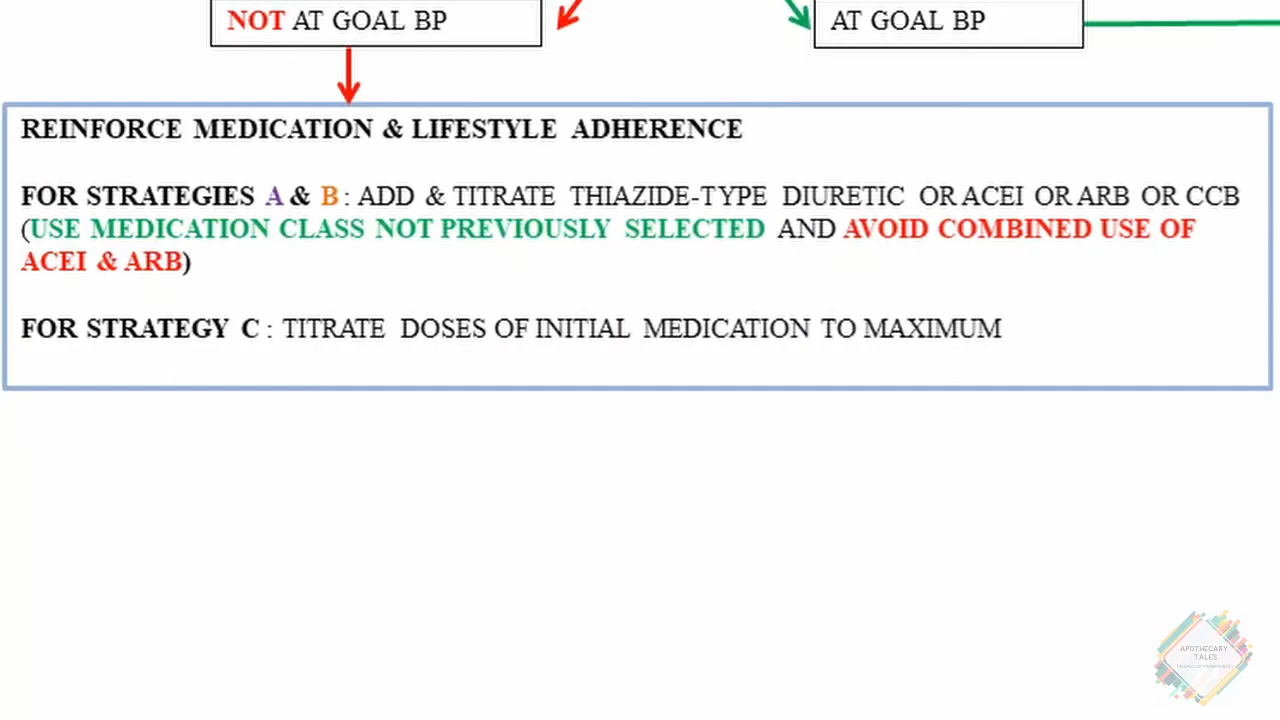 NOT AT GOAL BP
AT GOAL BP
REINFORCE MEDICATION & LIFESTYLE ADHERENCE
FOR STRATEGIES A & B : ADD & TITRATE THIAZIDE-TYPE DIURETIC OR ACEI OR ARB OR CCB
(USE MEDICATION CLASS NOT PREVIOUSLY SELECTED AND AVOID COMBINED USE OF
ACEI & ARB)
FOR STRATEGY C : TITRATE DOSES OF INITIAL MEDICATION TO MAXIMUM
APOTHECARY
TALES